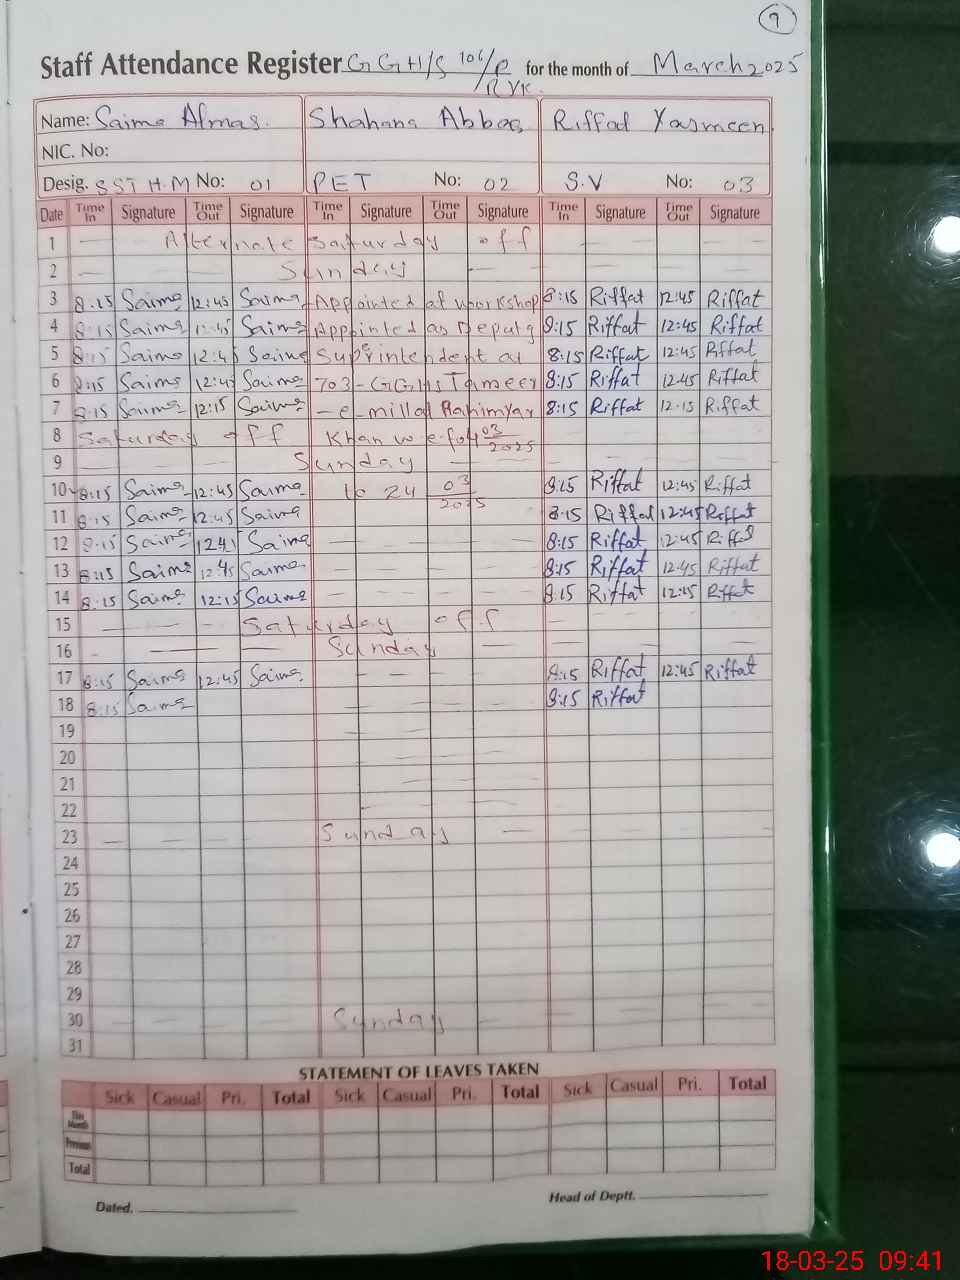 9
Staff Attendance Register GGH/S 106/P RYK. for the month of March 2025
Name: Saima Almas. Shahana Abbas Riffat Yasmeen
NIC. No:
Desig. SST H.M No: 01 PET No: 02 S.V No: 03
Date Time In Signature Time Out Signature Time In Signature Time Out Signature Time In Signature Time Out Signature
1 — Alternate Saturday off — — — —
2 — Sunday — — — —
3 8:15 Saima 12:45 Saima Appointed at workshop 8:15 Riffat 12:45 Riffat
4 8:15 Saima 12:45 Saima Appointed as Deputy 8:15 Riffat 12:45 Riffat
5 8:15 Saima 12:45 Saima Suprintendent at 8:15 Riffat 12:45 Riffat
6 8:15 Saima 12:45 Saima 703-GGHS Tameer 8:15 Riffat 12:45 Riffat
7 8:15 Saima 12:15 Saima -e-millat Rahimyar 8:15 Riffat 12:15 Riffat
8 Saturday off Khan w.e.f 04 03/2025 — — — —
9 — — — Sunday — — — — —
10 8:15 Saima 12:45 Saima to 24 03/2025 8:15 Riffat 12:45 Riffat
11 8:15 Saima 12:45 Saima — — — — 8:15 Riffat 12:45 Riffat
12 8:15 Saima 12:45 Saima — — — — 8:15 Riffat 12:45 Riffat
13 8:15 Saima 12:45 Saima — — — — 8:15 Riffat 12:45 Riffat
14 8:15 Saima 12:15 Saima — — — — 8:15 Riffat 12:15 Riffat
15 — — — Saturday off — — — —
16 - — — Sunday — — — — —
17 8:15 Saima 12:45 Saima — — — 8:15 Riffat 12:45 Riffat
18 8:15 Saima — — — — 8:15 Riffat
19 — — — —
20 — — — —
21 — — —
22 — — —
23 — — — Sunday — — — — —
24
25
26
27
28
29
30 — — — Sunday — — — — —
31
STATEMENT OF LEAVES TAKEN
Sick Casual Pri. Total Sick Casual Pri. Total Sick Casual Pri. Total
This Month
Previous
Total
Dated.
Head of Deptt.
18-03-25 09:41